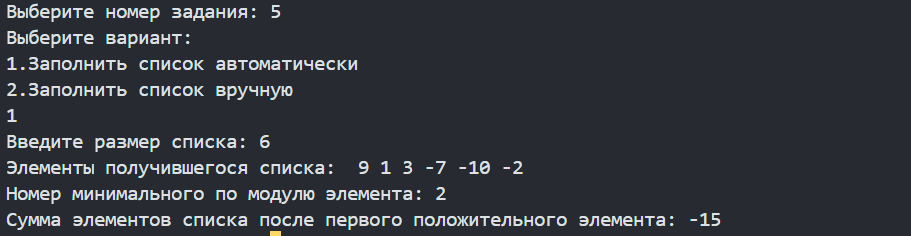 Выберите номер задания: 5
Выберите вариант:
1.Заполнить список автоматически
2.Заполнить список вручную
1
Введите размер списка: 6
Элементы получившегося списка:  9 1 3 -7 -10 -2
Номер минимального по модулю элемента: 2
Сумма элементов списка после первого положительного элемента: -15